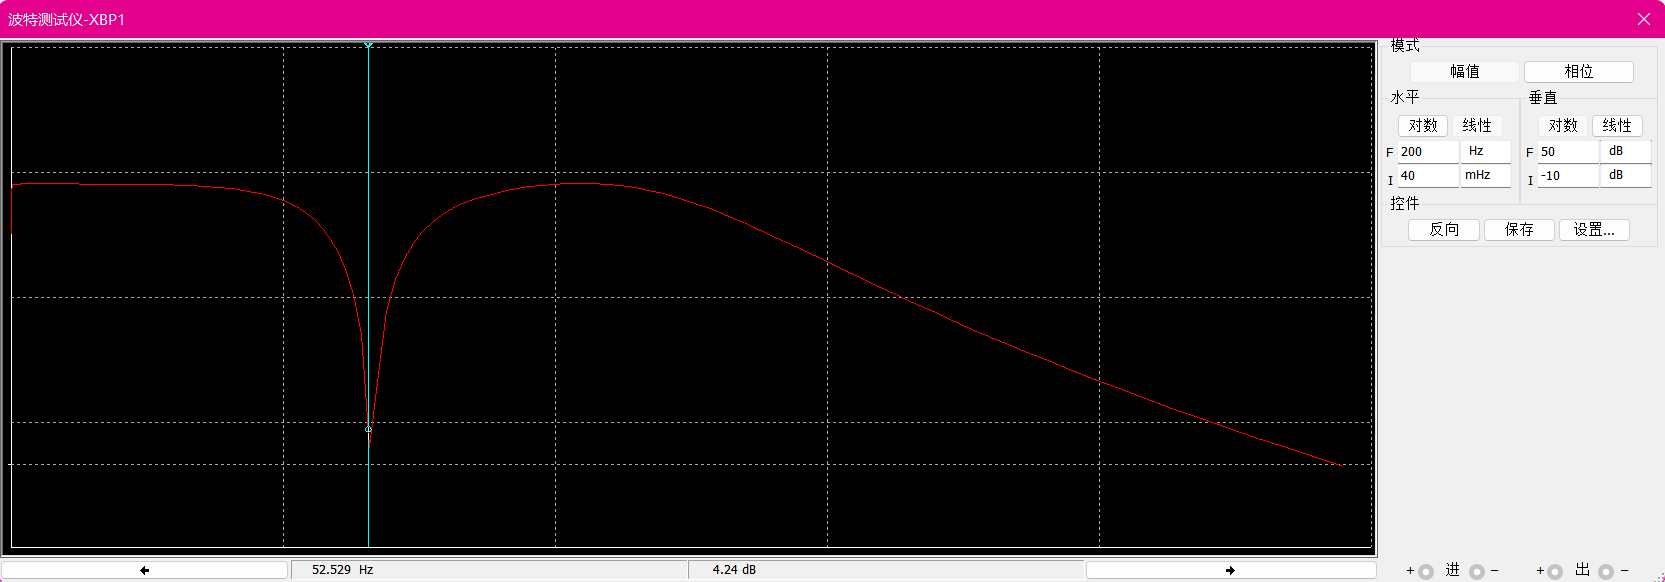 波特测试仪-XBP1
模式
幅值 相位
水平 垂直
对数 线性 对数 线性
F 200 Hz F 50 dB
I 40 mHz I -10 dB
控件
反向 保存 设置...
52.529 Hz 4.24 dB
+ 进 − + 出 −